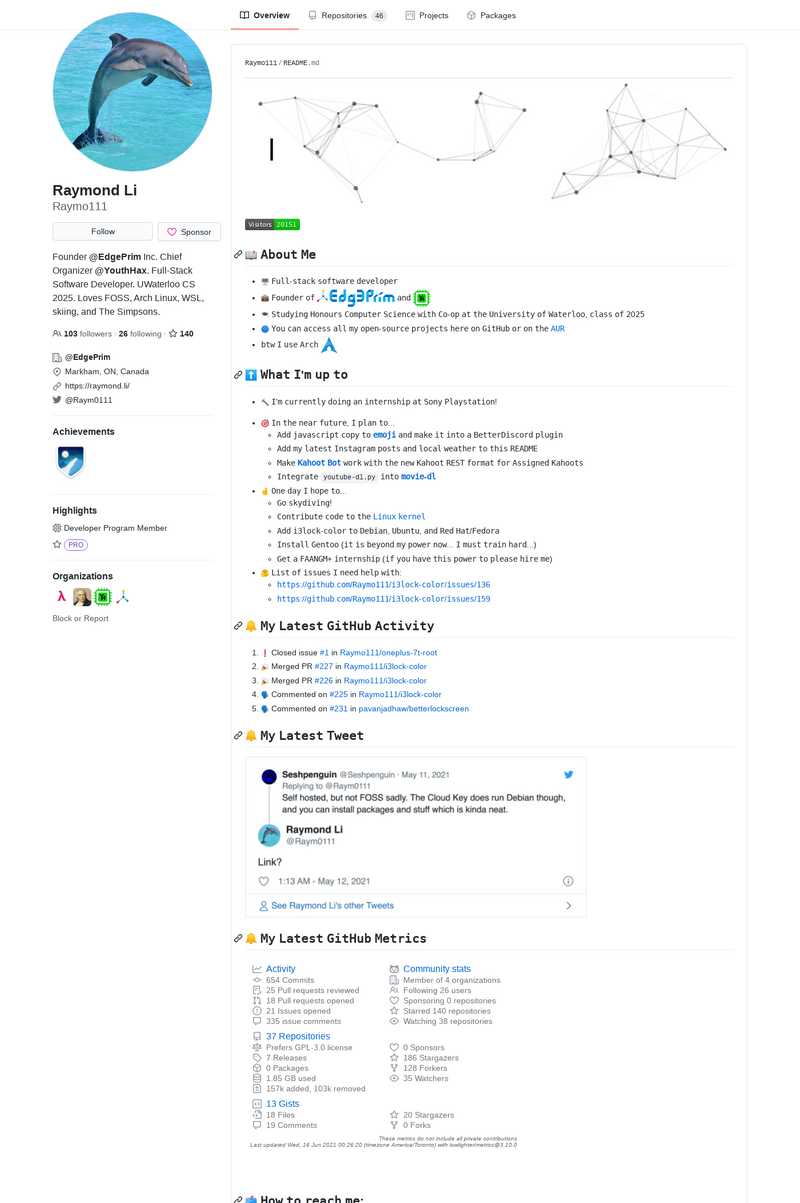 Overview
Repositories 46
Projects
Packages
Raymond Li
Raymo111
Follow
Sponsor
Founder @EdgePrim Inc. Chief
Organizer @YouthHax. Full-Stack
Software Developer. UWaterloo CS
2025. Loves FOSS, Arch Linux, WSL,
skiing, and The Simpsons.
103 followers · 26 following · 140
@EdgePrim
Markham, ON, Canada
https://raymond.li/
@Raym0111
Achievements
Highlights
Developer Program Member
PRO
Organizations
λ
Block or Report
Raymo111 / README.md
Visitors 20151
About Me
Full-stack software developer
Founder of Edg3Prim and
Studying Honours Computer Science with Co-op at the University of Waterloo, class of 2025
You can access all my open-source projects here on GitHub or on the AUR
btw I use Arch
What I'm up to
I'm currently doing an internship at Sony Playstation!
In the near future, I plan to...
Add javascript copy to emoji and make it into a BetterDiscord plugin
Add my latest Instagram posts and local weather to this README
Make Kahoot Bot work with the new Kahoot REST format for Assigned Kahoots
Integrate youtube-dl.py into movie-dl
One day I hope to...
Go skydiving!
Contribute code to the Linux kernel
Add i3lock-color to Debian, Ubuntu, and Red Hat/Fedora
Install Gentoo (it is beyond my power now... I must train hard...)
Get a FAANGM+ internship (if you have this power to please hire me)
List of issues I need help with:
https://github.com/Raymo111/i3lock-color/issues/136
https://github.com/Raymo111/i3lock-color/issues/159
My Latest GitHub Activity
1. Closed issue #1 in Raymo111/oneplus-7t-root
2. Merged PR #227 in Raymo111/i3lock-color
3. Merged PR #226 in Raymo111/i3lock-color
4. Commented on #225 in Raymo111/i3lock-color
5. Commented on #231 in pavanjadhaw/betterlockscreen
My Latest Tweet
Seshpenguin @Seshpenguin · May 11, 2021
Replying to @Raym0111
Self hosted, but not FOSS sadly. The Cloud Key does run Debian though,
and you can install packages and stuff which is kinda neat.
Raymond Li
@Raym0111
Link?
1:13 AM - May 12, 2021
See Raymond Li's other Tweets
My Latest GitHub Metrics
Activity
654 Commits
25 Pull requests reviewed
18 Pull requests opened
21 Issues opened
335 issue comments
Community stats
Member of 4 organizations
Following 26 users
Sponsoring 0 repositories
Starred 140 repositories
Watching 38 repositories
37 Repositories
Prefers GPL-3.0 license
7 Releases
0 Packages
1.85 GB used
157k added, 103k removed
0 Sponsors
186 Stargazers
128 Forkers
35 Watchers
13 Gists
18 Files
19 Comments
20 Stargazers
0 Forks
These metrics do not include all private contributions
Last updated Wed, 16 Jun 2021 00:26:20 (timezone America/Toronto) with lowlighter/metrics@3.10.0
How to reach me: